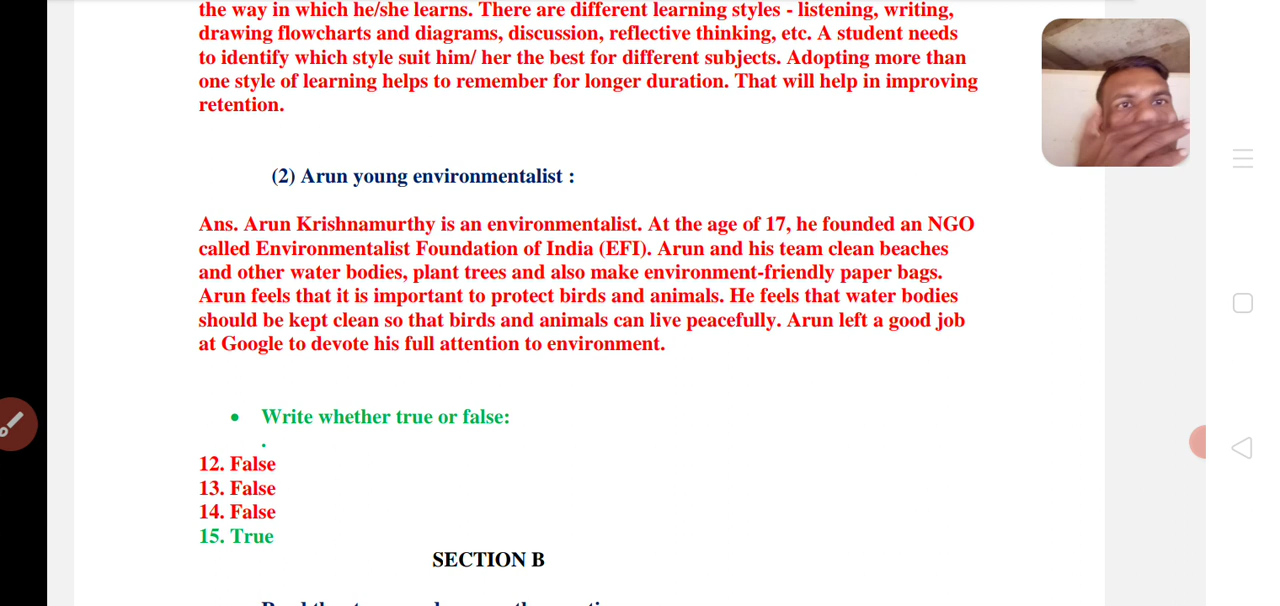 the way in which he/she learns. There are different learning styles - listening, writing,
drawing flowcharts and diagrams, discussion, reflective thinking, etc. A student needs
to identify which style suit him/ her the best for different subjects. Adopting more than
one style of learning helps to remember for longer duration. That will help in improving
retention.
(2) Arun young environmentalist :
Ans. Arun Krishnamurthy is an environmentalist. At the age of 17, he founded an NGO
called Environmentalist Foundation of India (EFI). Arun and his team clean beaches
and other water bodies, plant trees and also make environment-friendly paper bags.
Arun feels that it is important to protect birds and animals. He feels that water bodies
should be kept clean so that birds and animals can live peacefully. Arun left a good job
at Google to devote his full attention to environment.
• Write whether true or false:
.
12. False
13. False
14. False
15. True
SECTION B